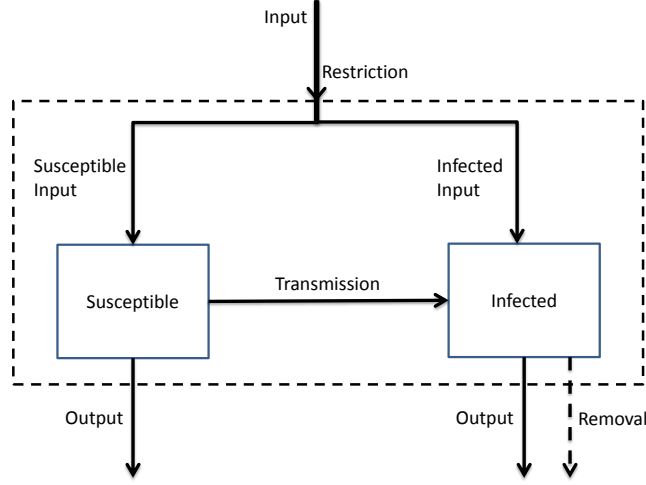 Input
Restriction
Susceptible
Input
Infected
Input
Susceptible
Transmission
Infected
Output
Output
Removal